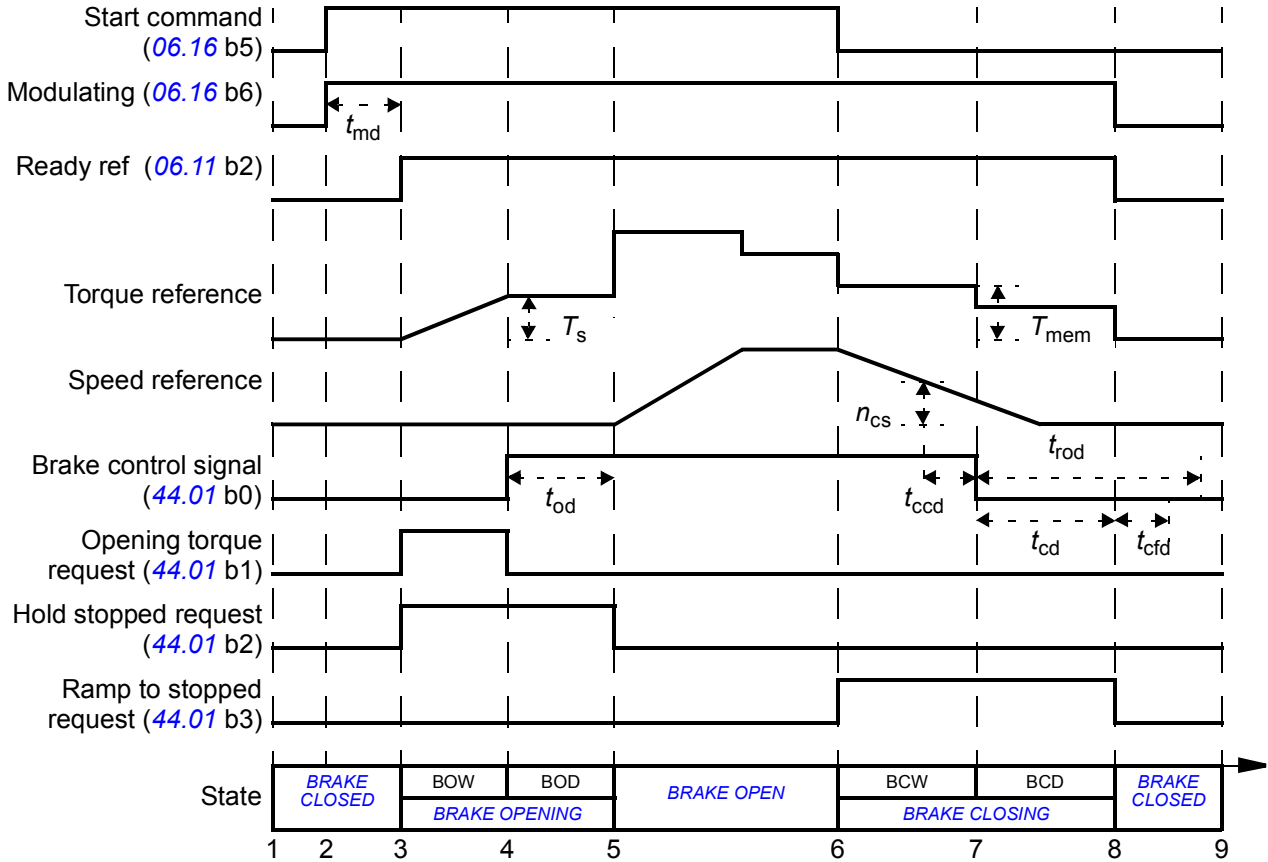 Start command
(06.16 b5)
Modulating (06.16 b6)
tmd
Ready ref (06.11 b2)
Torque reference
Ts
Tmem
Speed reference
ncs
trod
Brake control signal
(44.01 b0)
tod
tccd
tcd
tcfd
Opening torque
request (44.01 b1)
Hold stopped request
(44.01 b2)
Ramp to stopped
request (44.01 b3)
State
BRAKE
CLOSED
BOW
BOD
BRAKE OPENING
BRAKE OPEN
BCW
BCD
BRAKE CLOSING
BRAKE
CLOSED
1 2 3 4 5 6 7 8 9